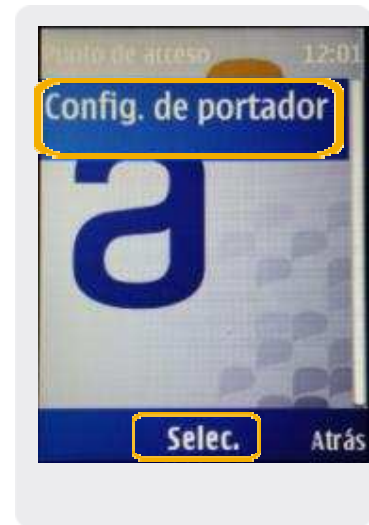 Punto de acceso 12:01
Config. de portador
a
Selec. Atrás